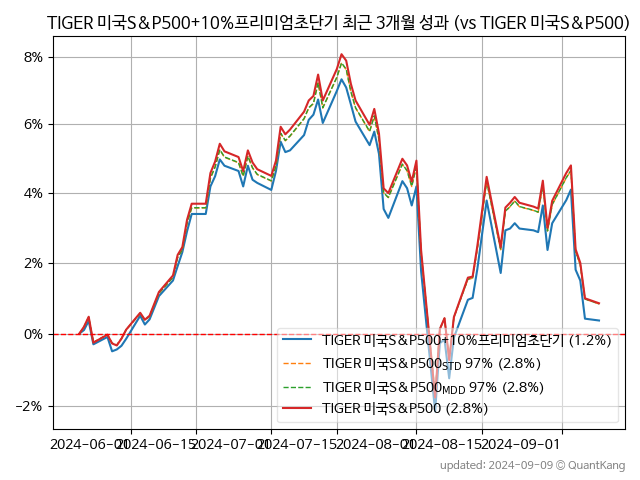 TIGER 미국S&P500+10%프리미엄초단기 최근 3개월 성과 (vs TIGER 미국S&P500)
8%
6%
4%
2%
0%
−2%
TIGER 미국S&P500+10%프리미엄초단기 (1.2%)
TIGER 미국S&P500STD 97% (2.8%)
TIGER 미국S&P500MDD 97% (2.8%)
TIGER 미국S&P500 (2.8%)
2024-06-01 2024-06-15 2024-07-01 2024-07-15 2024-08-01 2024-08-15 2024-09-01
updated: 2024-09-09 © QuantKang